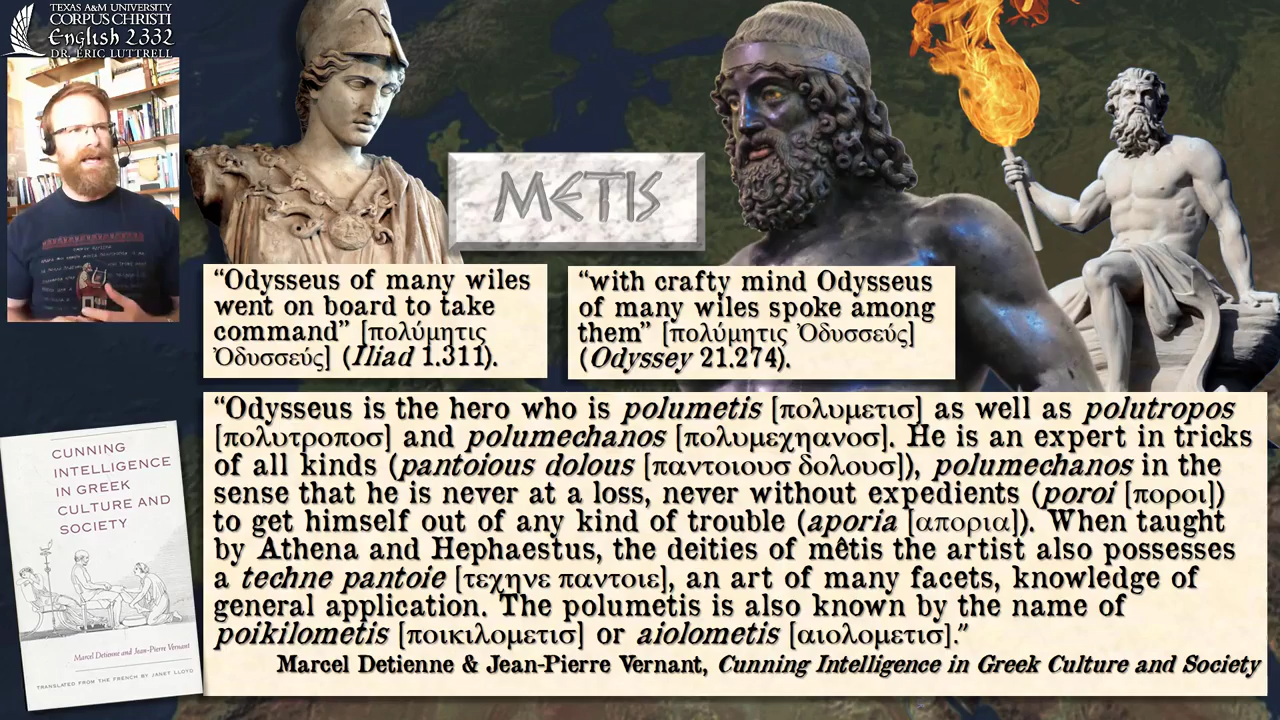 TEXAS A&M UNIVERSITY
CORPUS CHRISTI
English 2332
DR. ERIC LUTTRELL
METIS
“Odysseus of many wiles
went on board to take
command” [πολύμητις
Ὀδυσσεύς] (Iliad 1.311).
“with crafty mind Odysseus
of many wiles spoke among
them” [πολύμητις Ὀδυσσεύς]
(Odyssey 21.274).
CUNNING
INTELLIGENCE
IN GREEK
CULTURE AND
SOCIETY
Marcel Detienne and Jean-Pierre Vernant
TRANSLATED FROM THE FRENCH BY JANET LLOYD
“Odysseus is the hero who is polumetis [πολυμετισ] as well as polutropos
[πολυτροποσ] and polumechanos [πολυμεχηανοσ]. He is an expert in tricks
of all kinds (pantoious dolous [παντοιουσ δολουσ]), polumechanos in the
sense that he is never at a loss, never without expedients (poroi [ποροι])
to get himself out of any kind of trouble (aporia [απορια]). When taught
by Athena and Hephaestus, the deities of mêtis the artist also possesses
a techne pantoie [τεχηνε παντοιε], an art of many facets, knowledge of
general application. The polumetis is also known by the name of
poikilometis [ποικιλομετισ] or aiolometis [αιολομετισ].”
Marcel Detienne & Jean-Pierre Vernant, Cunning Intelligence in Greek Culture and Society